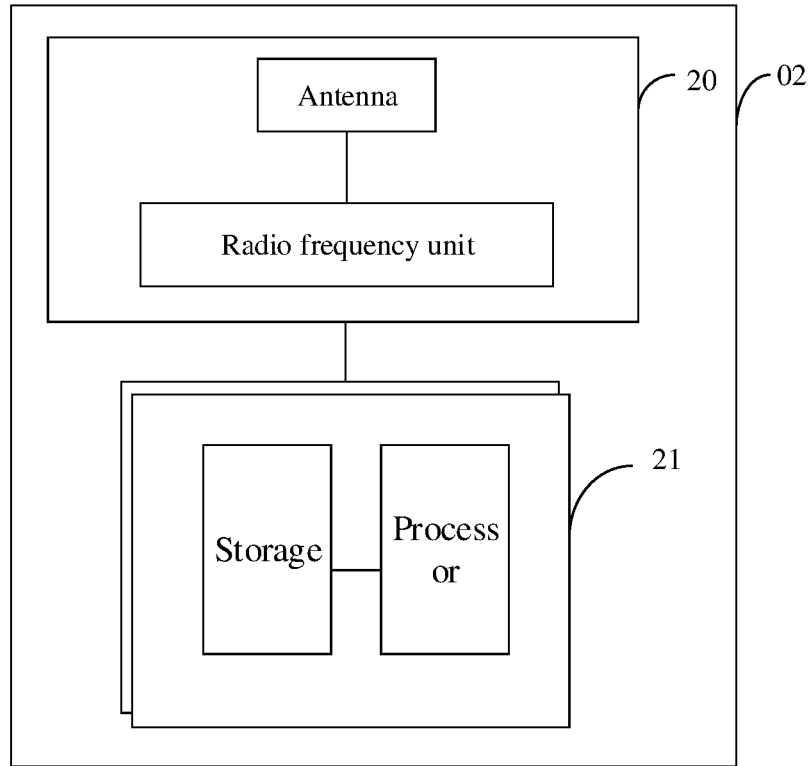 Antenna
20
02
Radio frequency unit
21
Storage
Process
or